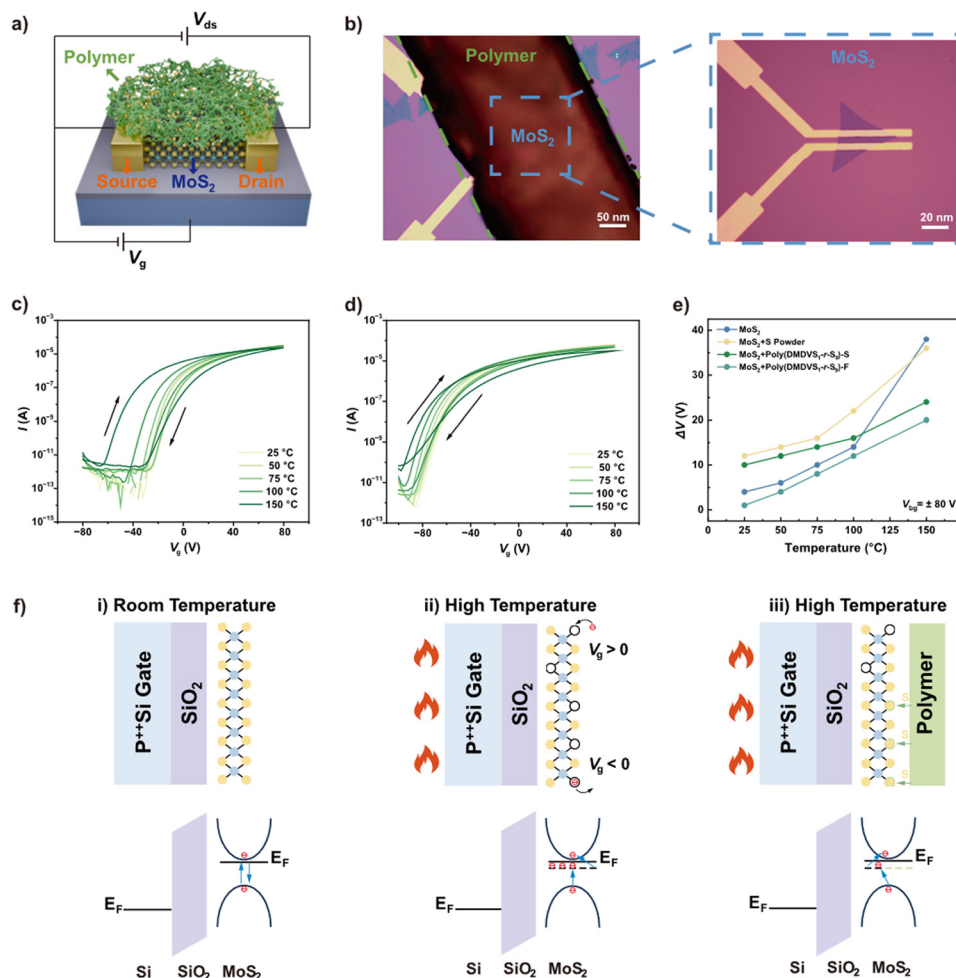 a)
V_ds
Polymer
Source
MoS₂
Drain
V_g
b)
Polymer
MoS₂
50 nm
MoS₂
20 nm
c)
I (A)
10⁻³
10⁻⁵
10⁻⁷
10⁻⁹
10⁻¹¹
10⁻¹³
10⁻¹⁵
25 °C
50 °C
75 °C
100 °C
150 °C
-80 -40 0 40 80
V_g (V)
d)
I (A)
10⁻³
10⁻⁵
10⁻⁷
10⁻⁹
10⁻¹¹
10⁻¹³
25 °C
50 °C
75 °C
100 °C
150 °C
-80 -40 0 40 80
V_g (V)
e)
ΔV (V)
40
30
20
10
0
MoS₂
MoS₂+S Powder
MoS₂+Poly(DMDVS₁-r-S₉)-S
MoS₂+Poly(DMDVS₁-r-S₉)-F
V_bg= ± 80 V
25 50 75 100 125 150
Temperature (°C)
f)
i) Room Temperature
P⁺⁺Si Gate
SiO₂
E_F
E_F
Si SiO₂ MoS₂
ii) High Temperature
P⁺⁺Si Gate
SiO₂
V_g > 0
V_g < 0
E_F
E_F
Si SiO₂ MoS₂
iii) High Temperature
P⁺⁺Si Gate
SiO₂
S
S
S
Polymer
E_F
E_F
Si SiO₂ MoS₂